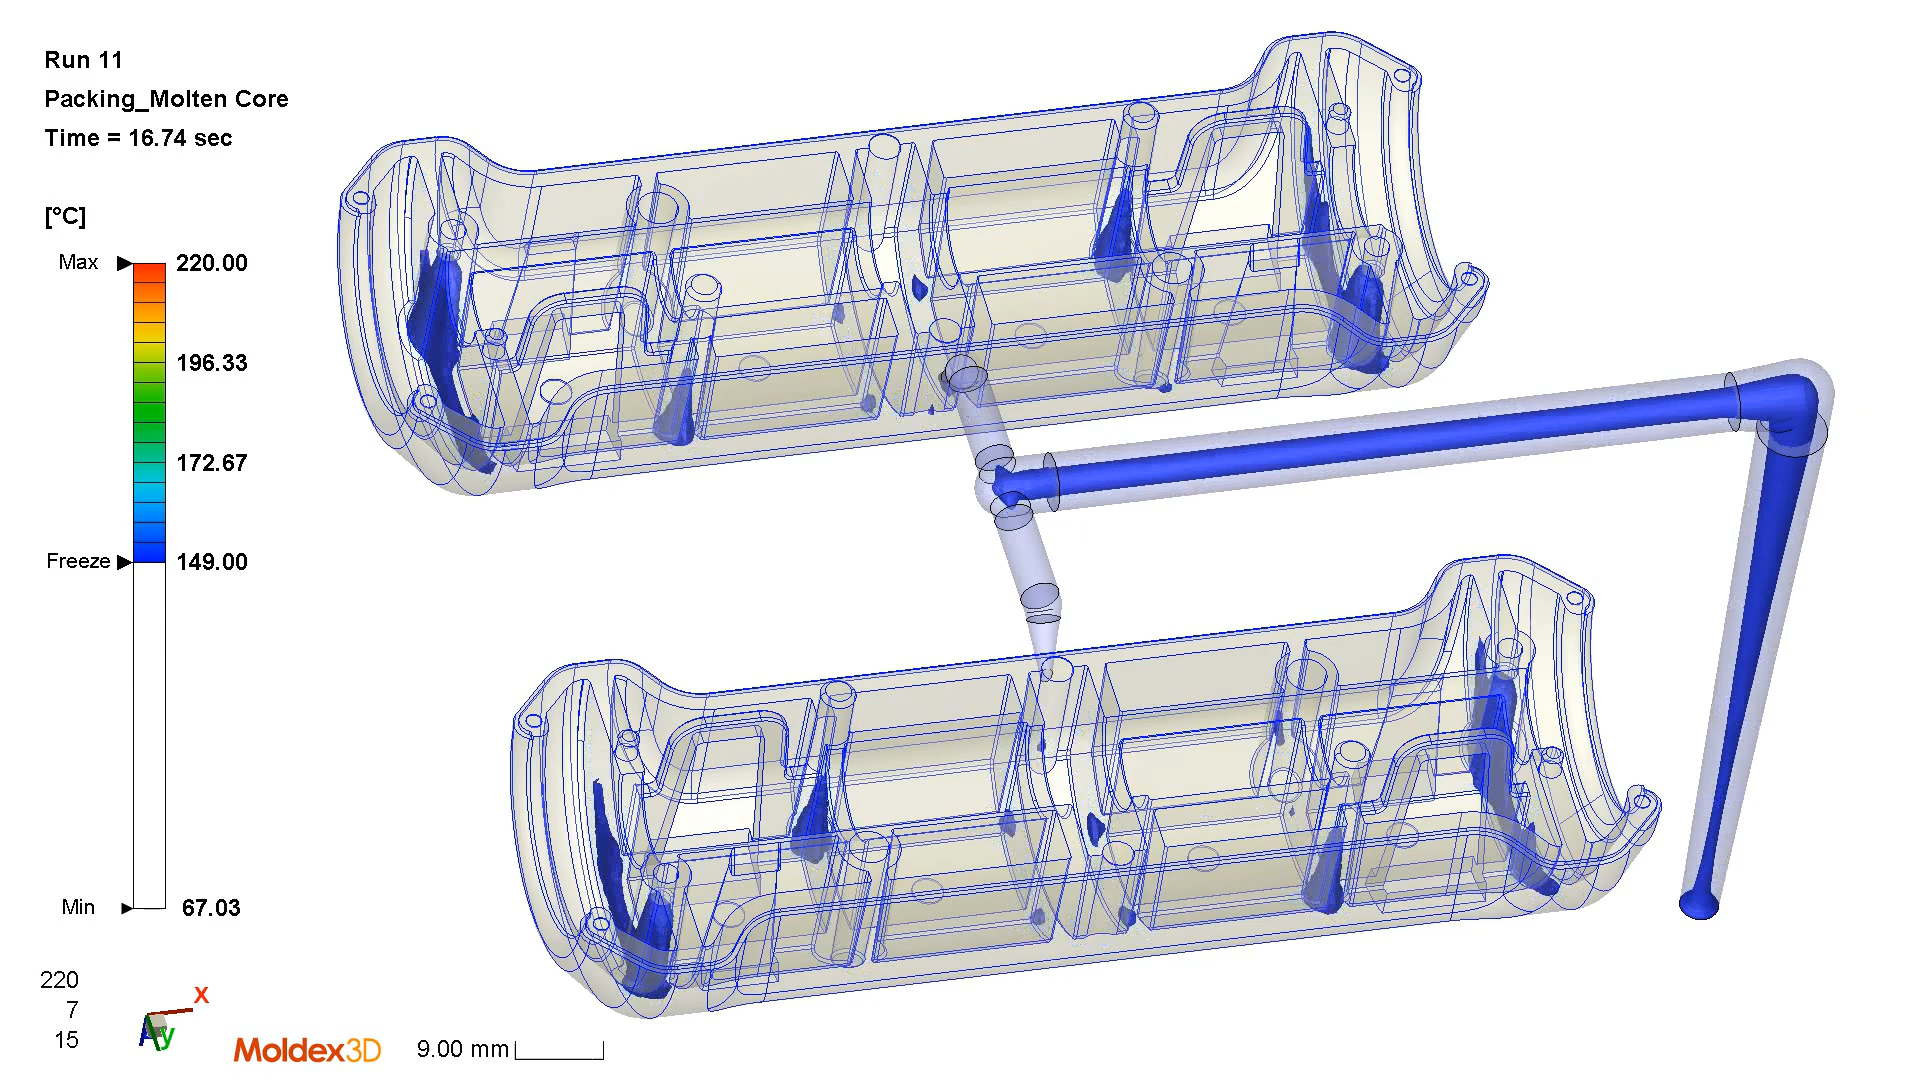 Run 11
Packing_Molten Core
Time = 16.74 sec
[°C]
Max 220.00
196.33
172.67
Freeze 149.00
Min 67.03
220
7
15
x
y
Moldex3D
9.00 mm